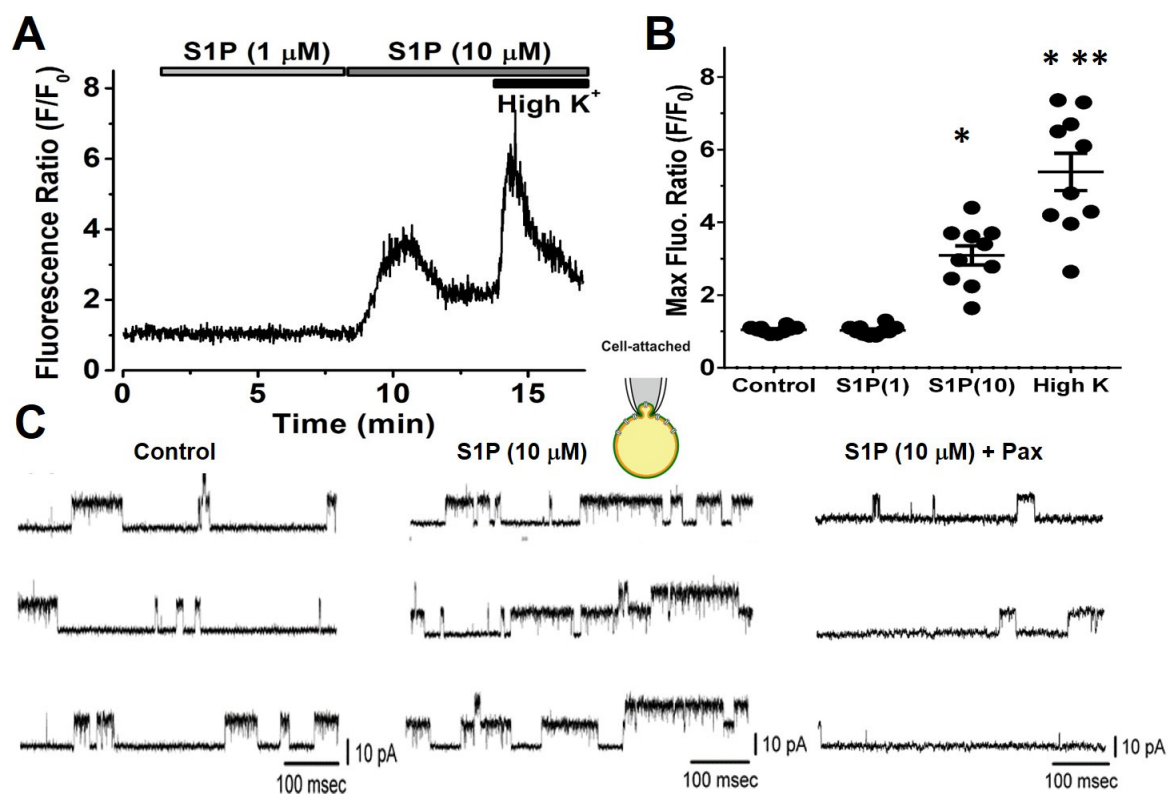 A
S1P (1 μM)
S1P (10 μM)
High K⁺
Fluorescence Ratio (F/F₀)
8
6
4
2
0
0
5
10
15
Time (min)
B
* **
*
Max Fluo. Ratio (F/F₀)
8
6
4
2
0
Control
S1P(1)
S1P(10)
High K
Cell-attached
C
Control
S1P (10 μM)
S1P (10 μM) + Pax
10 pA
100 msec
10 pA
100 msec
10 pA
100 msec